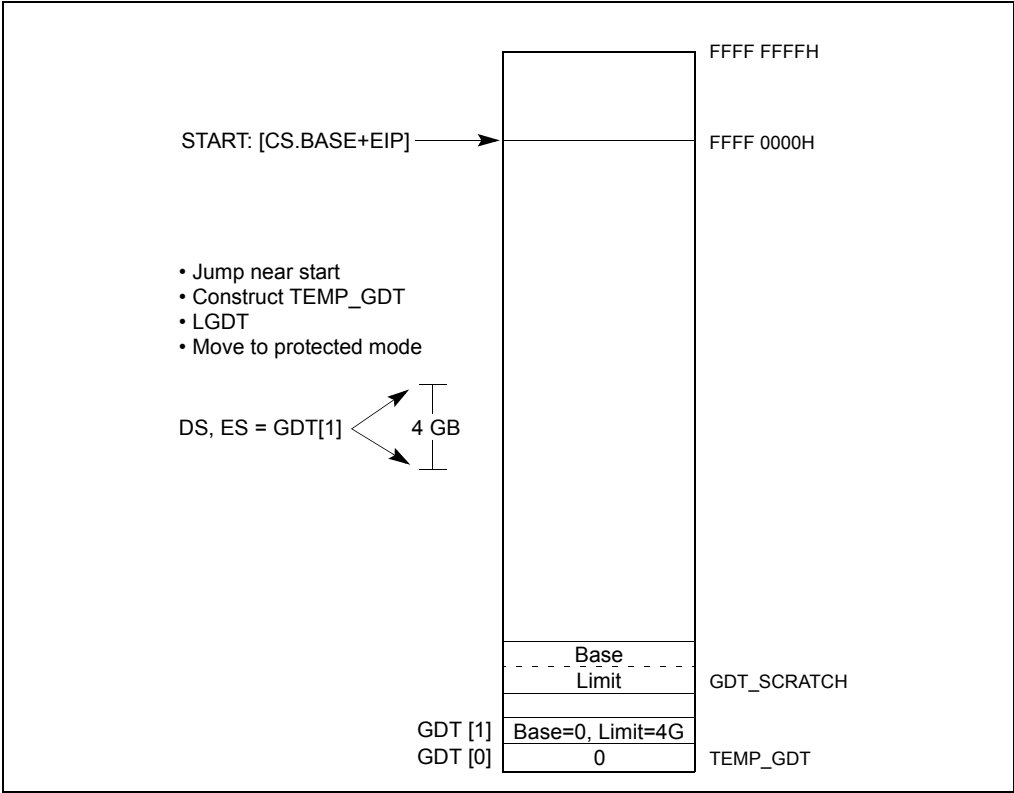 FFFF FFFFH
START: [CS.BASE+EIP]
FFFF 0000H
• Jump near start
• Construct TEMP_GDT
• LGDT
• Move to protected mode
DS, ES = GDT[1]
4 GB
Base
Limit
GDT_SCRATCH
GDT [1]
Base=0, Limit=4G
GDT [0]
0
TEMP_GDT